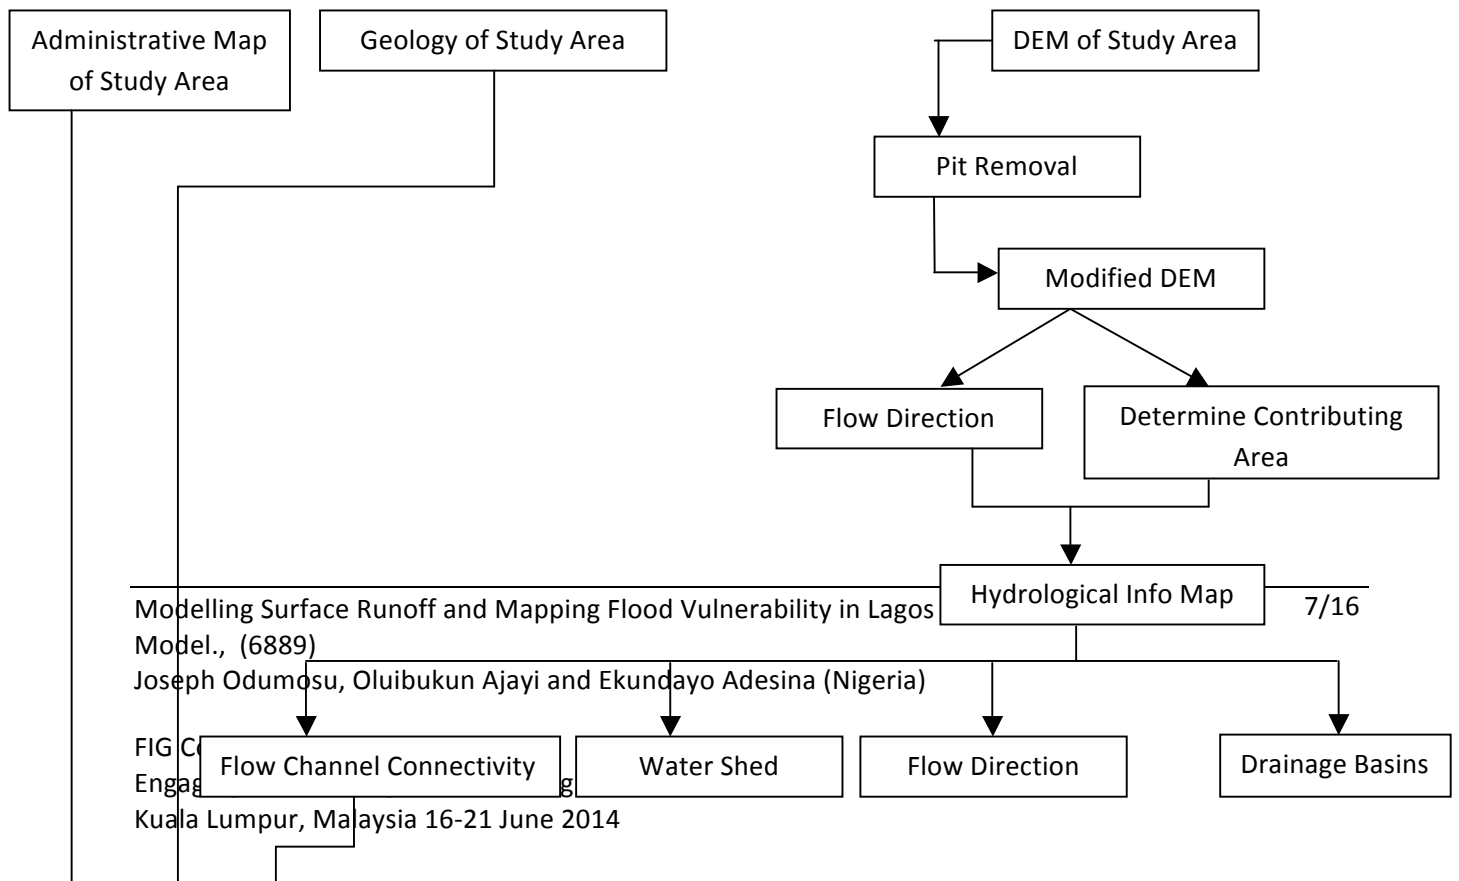 Administrative Map
of Study Area
Geology of Study Area
DEM of Study Area
Pit Removal
Modified DEM
Flow Direction
Determine Contributing
Area
Hydrological Info Map
Modelling Surface Runoff and Mapping Flood Vulnerability in Lagos
7/16
Model., (6889)
Joseph Odumosu, Oluibukun Ajayi and Ekundayo Adesina (Nigeria)
FIG
Flow Channel Connectivity
Water Shed
Flow Direction
Drainage Basins
Kuala Lumpur, Malaysia 16-21 June 2014